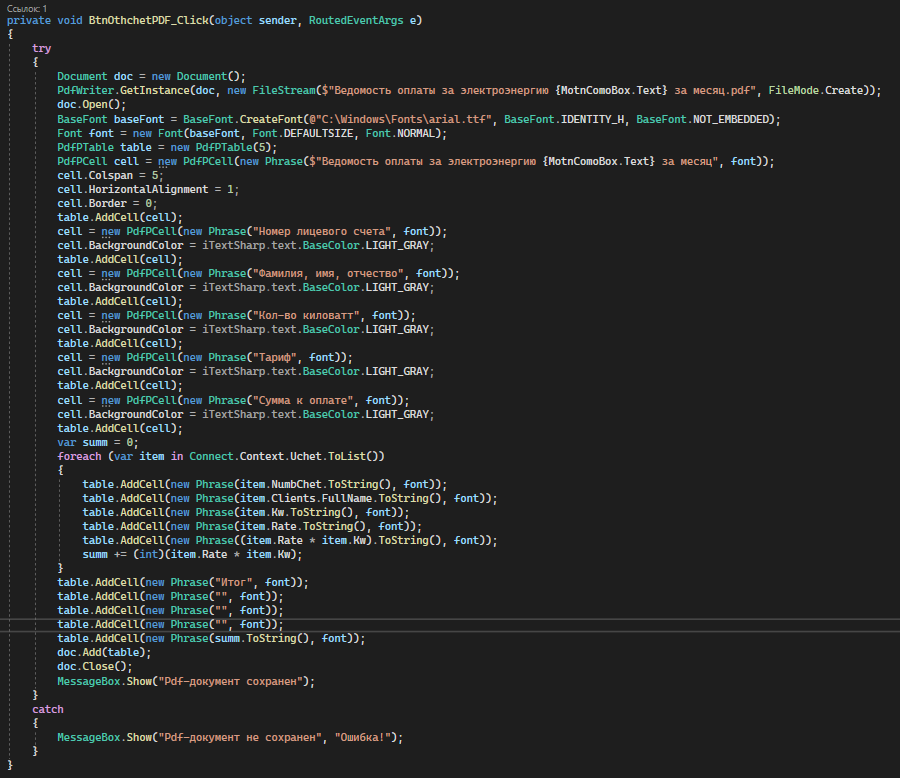 Ссылок: 1
private void BtnOthchetPDF_Click(object sender, RoutedEventArgs e)
{
    try
    {
        Document doc = new Document();
        PdfWriter.GetInstance(doc, new FileStream($"Ведомость оплаты за электроэнергию {MotnComoBox.Text} за месяц.pdf", FileMode.Create));
        doc.Open();
        BaseFont baseFont = BaseFont.CreateFont(@"C:\Windows\Fonts\arial.ttf", BaseFont.IDENTITY_H, BaseFont.NOT_EMBEDDED);
        Font font = new Font(baseFont, Font.DEFAULTSIZE, Font.NORMAL);
        PdfPTable table = new PdfPTable(5);
        PdfPCell cell = new PdfPCell(new Phrase($"Ведомость оплаты за электроэнергию {MotnComoBox.Text} за месяц", font));
        cell.Colspan = 5;
        cell.HorizontalAlignment = 1;
        cell.Border = 0;
        table.AddCell(cell);
        cell = new PdfPCell(new Phrase("Номер лицевого счета", font));
        cell.BackgroundColor = iTextSharp.text.BaseColor.LIGHT_GRAY;
        table.AddCell(cell);
        cell = new PdfPCell(new Phrase("Фамилия, имя, отчество", font));
        cell.BackgroundColor = iTextSharp.text.BaseColor.LIGHT_GRAY;
        table.AddCell(cell);
        cell = new PdfPCell(new Phrase("Кол-во киловатт", font));
        cell.BackgroundColor = iTextSharp.text.BaseColor.LIGHT_GRAY;
        table.AddCell(cell);
        cell = new PdfPCell(new Phrase("Тариф", font));
        cell.BackgroundColor = iTextSharp.text.BaseColor.LIGHT_GRAY;
        table.AddCell(cell);
        cell = new PdfPCell(new Phrase("Сумма к оплате", font));
        cell.BackgroundColor = iTextSharp.text.BaseColor.LIGHT_GRAY;
        table.AddCell(cell);
        var summ = 0;
        foreach (var item in Connect.Context.Uchet.ToList())
        {
            table.AddCell(new Phrase(item.NumbChet.ToString(), font));
            table.AddCell(new Phrase(item.Clients.FullName.ToString(), font));
            table.AddCell(new Phrase(item.Kw.ToString(), font));
            table.AddCell(new Phrase(item.Rate.ToString(), font));
            table.AddCell(new Phrase((item.Rate * item.Kw).ToString(), font));
            summ += (int)(item.Rate * item.Kw);
        }
        table.AddCell(new Phrase("Итог", font));
        table.AddCell(new Phrase("", font));
        table.AddCell(new Phrase("", font));
        table.AddCell(new Phrase("", font));
        table.AddCell(new Phrase(summ.ToString(), font));
        doc.Add(table);
        doc.Close();
        MessageBox.Show("Pdf-документ сохранен");
    }
    catch
    {
        MessageBox.Show("Pdf-документ не сохранен", "Ошибка!");
    }
}